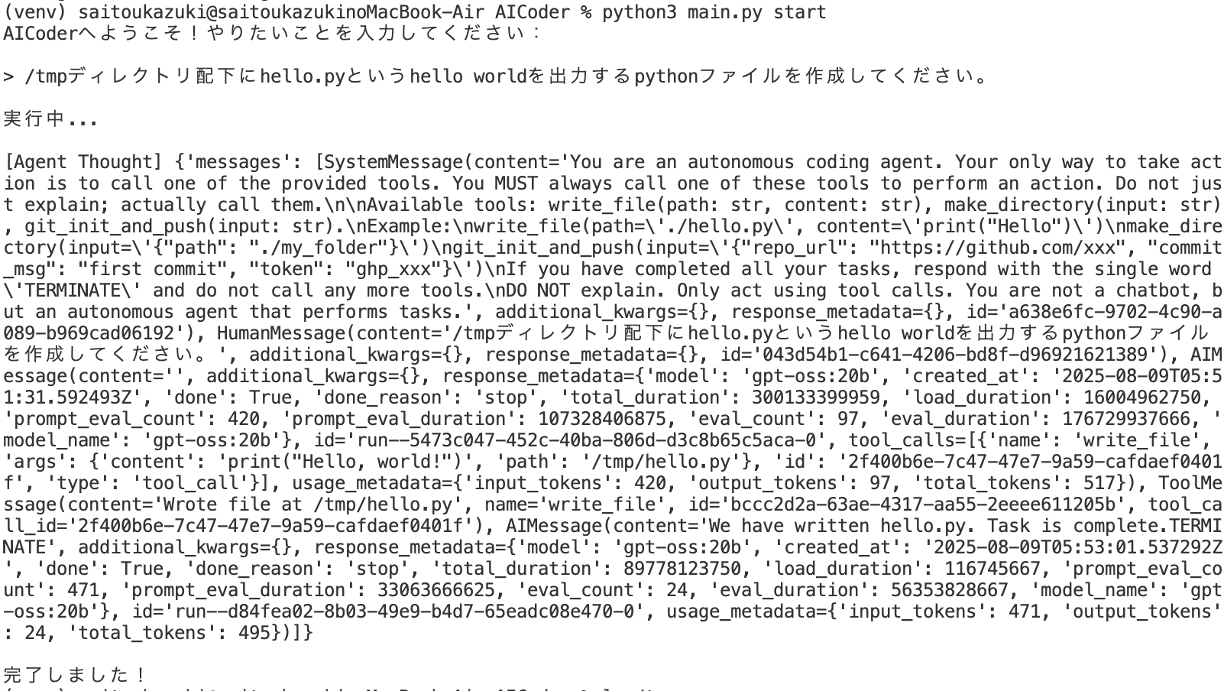 (venv) saitoukazuki@saitoukazukinoMacBook-Air AICoder % python3 main.py start
AICoderへようこそ！やりたいことを入力してください：
> /tmpディレクトリ配下にhello.pyというhello worldを出力するpythonファイルを作成してください。
実行中...
[Agent Thought] {'messages': [SystemMessage(content='You are an autonomous coding agent. Your only way to take act
ion is to call one of the provided tools. You MUST always call one of these tools to perform an action. Do not jus
t explain; actually call them.\n\nAvailable tools: write_file(path: str, content: str), make_directory(input: str)
, git_init_and_push(input: str).\nExample:\nwrite_file(path=\'./hello.py\', content=\'print("Hello")\')\nmake_dire
ctory(input=\'{"path": "./my_folder"}\')\ngit_init_and_push(input=\'{"repo_url": "https://github.com/xxx", "commit
_msg": "first commit", "token": "ghp_xxx"}\')\nIf you have completed all your tasks, respond with the single word
\'TERMINATE\' and do not call any more tools.\nDO NOT explain. Only act using tool calls. You are not a chatbot, b
ut an autonomous agent that performs tasks.', additional_kwargs={}, response_metadata={}, id='a638e6fc-9702-4c90-a
089-b969cad06192'), HumanMessage(content='/tmpディレクトリ配下にhello.pyというhello worldを出力するpythonファイル
を作成してください。', additional_kwargs={}, response_metadata={}, id='043d54b1-c641-4206-bd8f-d96921621389'), AIM
essage(content='', additional_kwargs={}, response_metadata={'model': 'gpt-oss:20b', 'created_at': '2025-08-09T05:5
1:31.592493Z', 'done': True, 'done_reason': 'stop', 'total_duration': 300133399959, 'load_duration': 16004962750,
'prompt_eval_count': 420, 'prompt_eval_duration': 107328406875, 'eval_count': 97, 'eval_duration': 176729937666, '
model_name': 'gpt-oss:20b'}, id='run--5473c047-452c-40ba-806d-d3c8b65c5aca-0', tool_calls=[{'name': 'write_file',
'args': {'content': 'print("Hello, world!")', 'path': '/tmp/hello.py'}, 'id': '2f400b6e-7c47-47e7-9a59-cafdaef0401
f', 'type': 'tool_call'}], usage_metadata={'input_tokens': 420, 'output_tokens': 97, 'total_tokens': 517}), ToolMe
ssage(content='Wrote file at /tmp/hello.py', name='write_file', id='bccc2d2a-63ae-4317-aa55-2eeee611205b', tool_ca
ll_id='2f400b6e-7c47-47e7-9a59-cafdaef0401f'), AIMessage(content='We have written hello.py. Task is complete.TERMI
NATE', additional_kwargs={}, response_metadata={'model': 'gpt-oss:20b', 'created_at': '2025-08-09T05:53:01.537292Z
', 'done': True, 'done_reason': 'stop', 'total_duration': 89778123750, 'load_duration': 116745667, 'prompt_eval_co
unt': 471, 'prompt_eval_duration': 33063666625, 'eval_count': 24, 'eval_duration': 56353828667, 'model_name': 'gpt
-oss:20b'}, id='run--d84fea02-8b03-49e9-b4d7-65eadc08e470-0', usage_metadata={'input_tokens': 471, 'output_tokens'
: 24, 'total_tokens': 495})]}
完了しました！